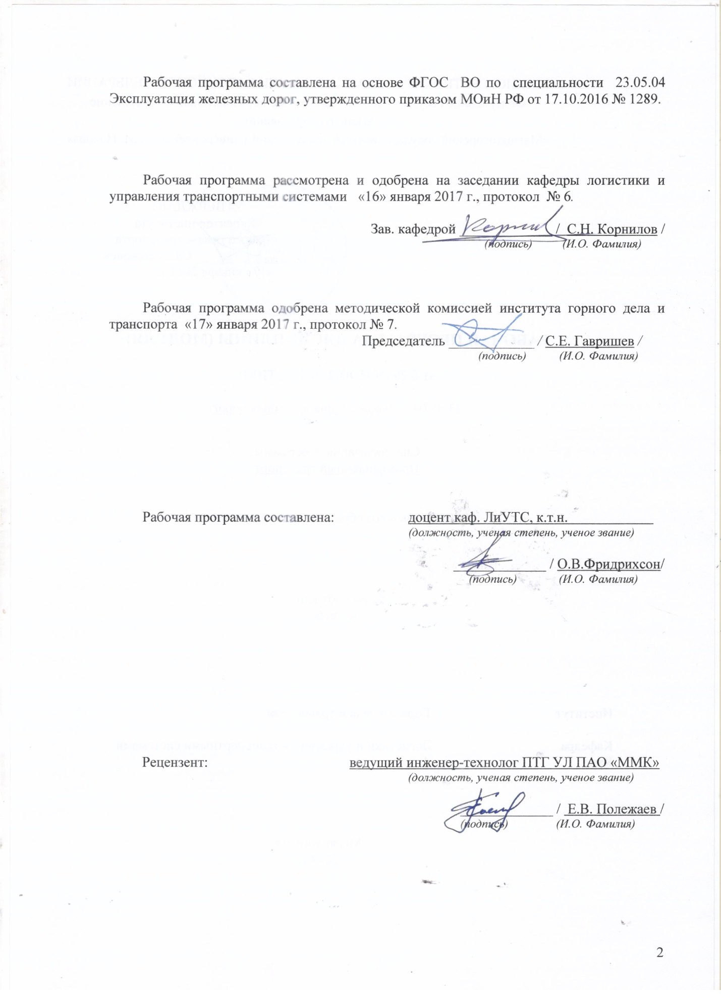 Рабочая программа составлена на основе ФГОС ВО по специальности 23.05.04
Эксплуатация железных дорог, утвержденного приказом МОиН РФ от 17.10.2016 № 1289.
Рабочая программа рассмотрена и одобрена на заседании кафедры логистики и
управления транспортными системами «16» января 2017 г., протокол № 6.
Зав. кафедрой _____________ / С.Н. Корнилов /
(подпись) (И.О. Фамилия)
Рабочая программа одобрена методической комиссией института горного дела и
транспорта «17» января 2017 г., протокол № 7.
Председатель ____________ / С.Е. Гавришев /
(подпись) (И.О. Фамилия)
Рабочая программа составлена: доцент каф. ЛиУТС, к.т.н.
(должность, ученая степень, ученое звание)
_____________ / О.В.Фридрихсон/
(подпись) (И.О. Фамилия)
Рецензент: ведущий инженер-технолог ПТГ УЛ ПАО «ММК»
(должность, ученая степень, ученое звание)
_____________ / Е.В. Полежаев /
(подпись) (И.О. Фамилия)
2